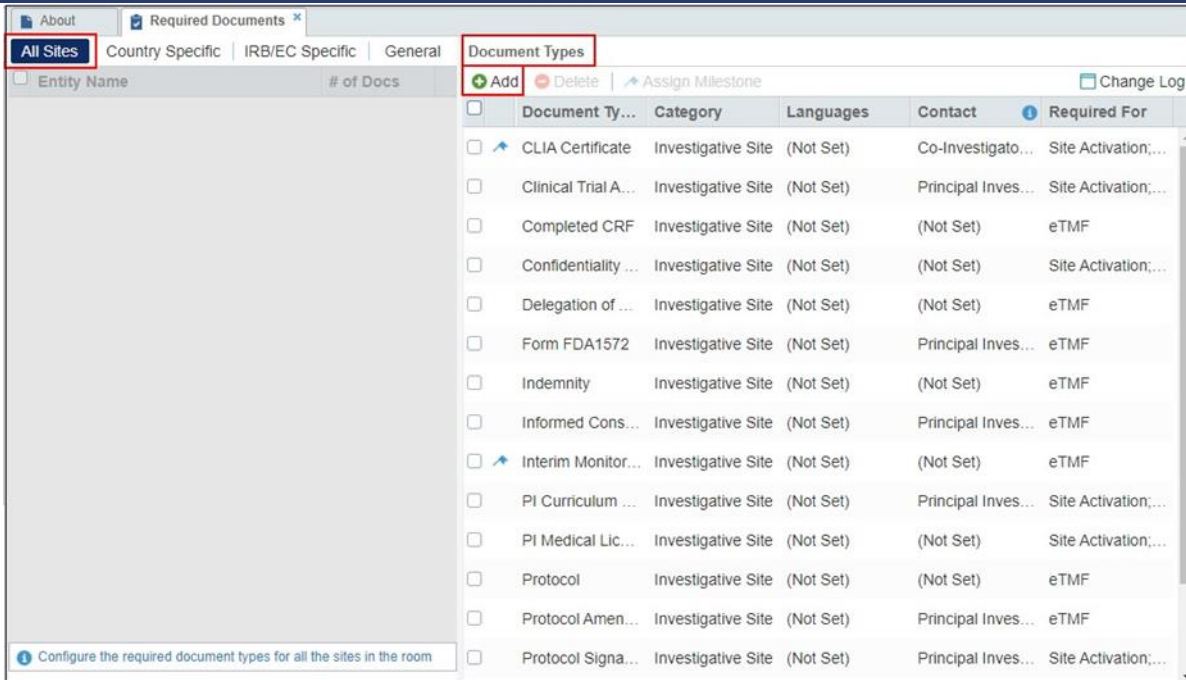 About Required Documents ×
All Sites Country Specific IRB/EC Specific General Document Types
Entity Name # of Docs Add Delete Assign Milestone Change Log
Document Ty... Category Languages Contact Required For
CLIA Certificate Investigative Site (Not Set) Co-Investigato... Site Activation;...
Clinical Trial A... Investigative Site (Not Set) Principal Inves... Site Activation;...
Completed CRF Investigative Site (Not Set) (Not Set) eTMF
Confidentiality ... Investigative Site (Not Set) (Not Set) Site Activation;...
Delegation of ... Investigative Site (Not Set) (Not Set) eTMF
Form FDA1572 Investigative Site (Not Set) Principal Inves... eTMF
Indemnity Investigative Site (Not Set) (Not Set) eTMF
Informed Cons... Investigative Site (Not Set) Principal Inves... eTMF
Interim Monitor... Investigative Site (Not Set) (Not Set) eTMF
PI Curriculum ... Investigative Site (Not Set) Principal Inves... Site Activation;...
PI Medical Lic... Investigative Site (Not Set) (Not Set) Site Activation;...
Protocol Investigative Site (Not Set) (Not Set) eTMF
Protocol Amen... Investigative Site (Not Set) Principal Inves... eTMF
Configure the required document types for all the sites in the room Protocol Signa... Investigative Site (Not Set) Principal Inves... Site Activation;...